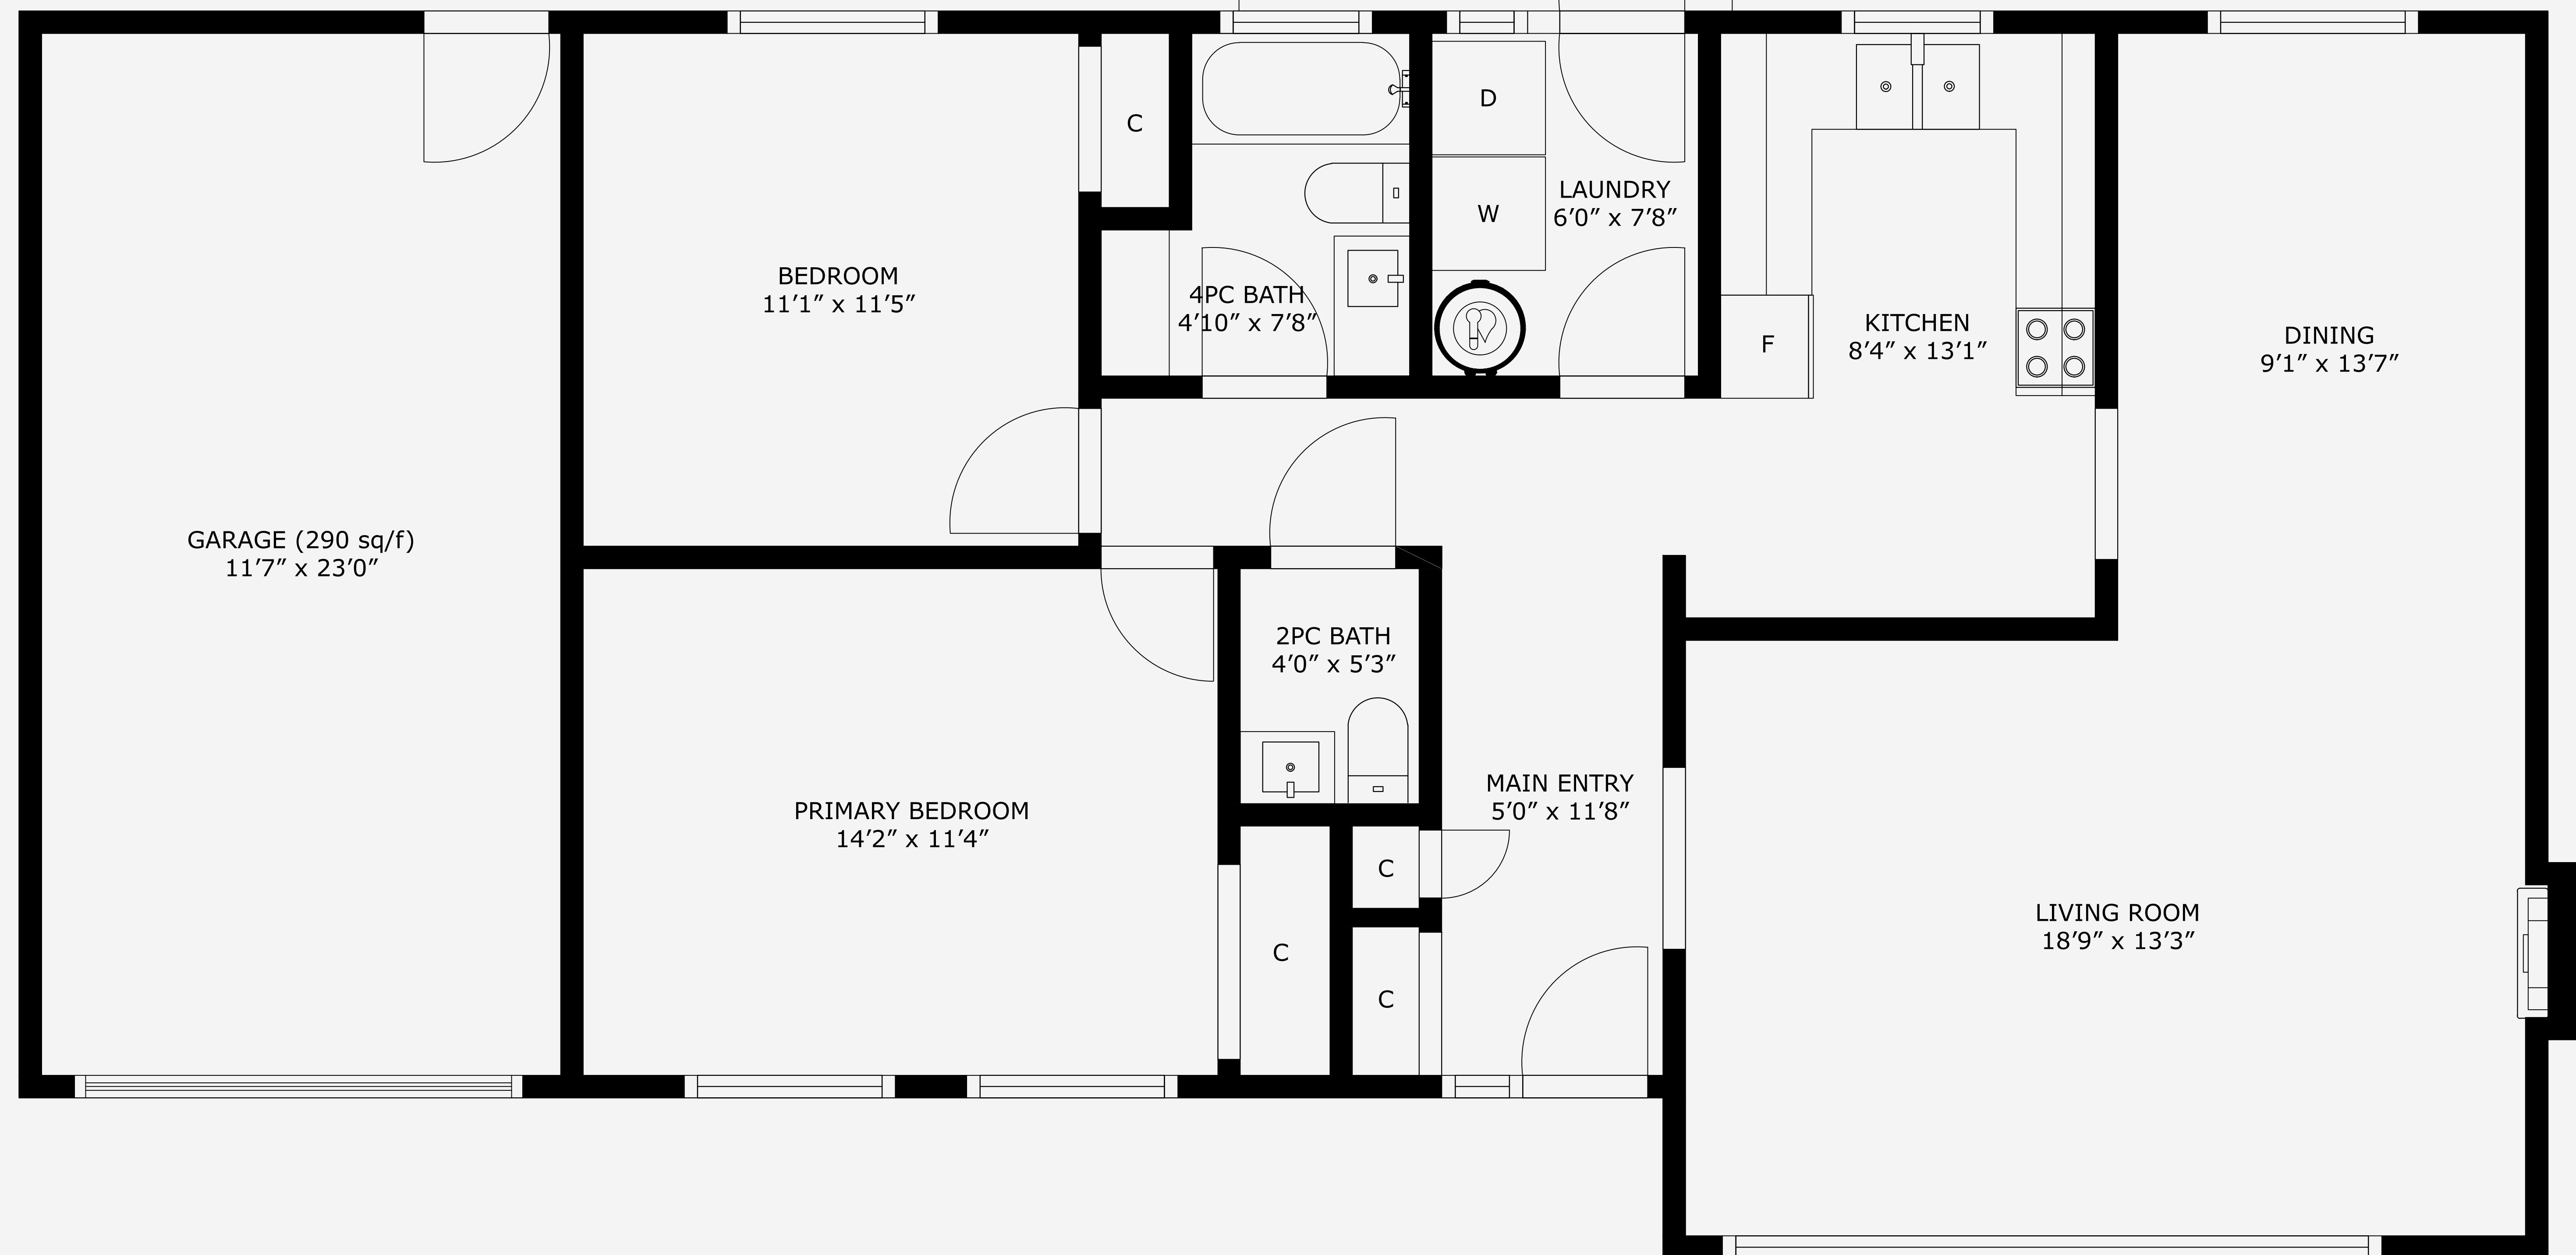 C
D
LAUNDRY
6'0” x 7'8”
W
BEDROOM
11'1” x 11'5”
4PC BATH
4'10” x 7'8”
F
KITCHEN
8'4” x 13'1”
DINING
9'1” x 13'7”
GARAGE (290 sq/f)
11'7” x 23'0”
2PC BATH
4'0” x 5'3”
PRIMARY BEDROOM
14'2” x 11'4”
MAIN ENTRY
5'0” x 11'8”
C
C
C
LIVING ROOM
18'9” x 13'3”